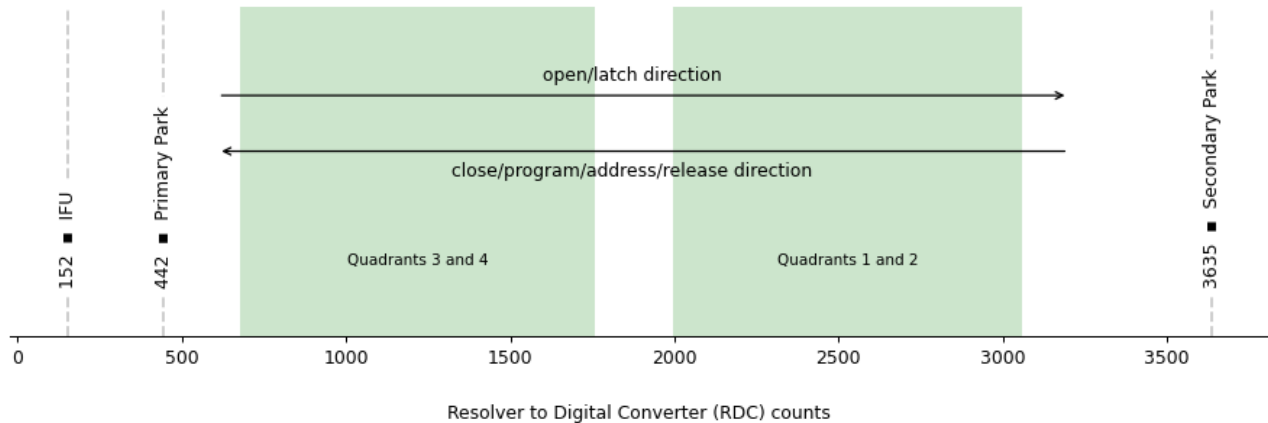 open/latch direction
close/program/address/release direction
152 ■ IFU
442 ■ Primary Park
Quadrants 3 and 4
Quadrants 1 and 2
3635 ■ Secondary Park
0
500
1000
1500
2000
2500
3000
3500
Resolver to Digital Converter (RDC) counts